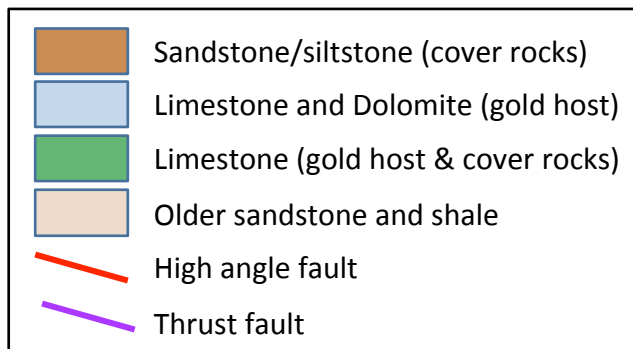 Sandstone/siltstone (cover rocks)
Limestone and Dolomite (gold host)
Limestone (gold host & cover rocks)
Older sandstone and shale
High angle fault
Thrust fault